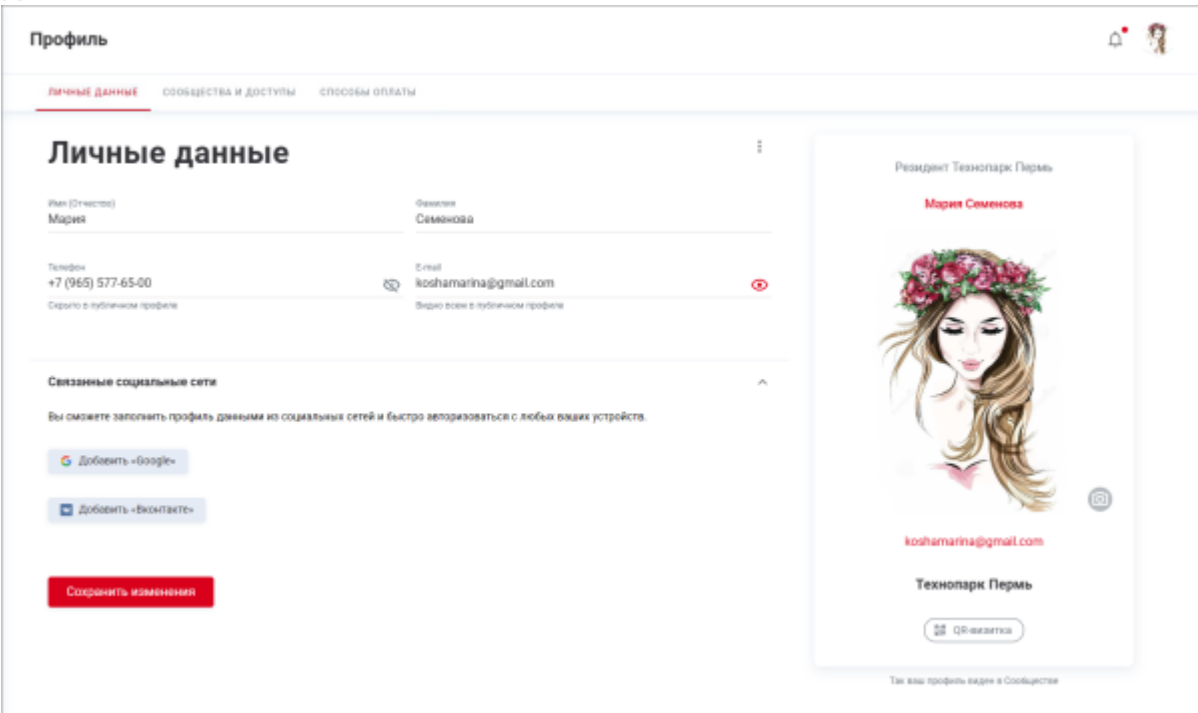 Профиль
ЛИЧНЫЕ ДАННЫЕ СООБЩЕСТВА И ДОСТУПЫ СПОСОБЫ ОПЛАТЫ
Личные данные
Имя (Отчество)
Мария
Фамилия
Семенова
Телефон
+7 (965) 577-65-00
Скрыто в публичном профиле
E-mail
koshamarina@gmail.com
Видно всем в публичном профиле
Связанные социальные сети
Вы сможете заполнить профиль данными из социальных сетей и быстро авторизоваться с любых ваших устройств.
Добавить «Google»
Добавить «Вконтакте»
Сохранить изменения
Резидент Технопарк Пермь
Мария Семенова
koshamarina@gmail.com
Технопарк Пермь
QR-визитка
Так ваш профиль виден в Сообществе